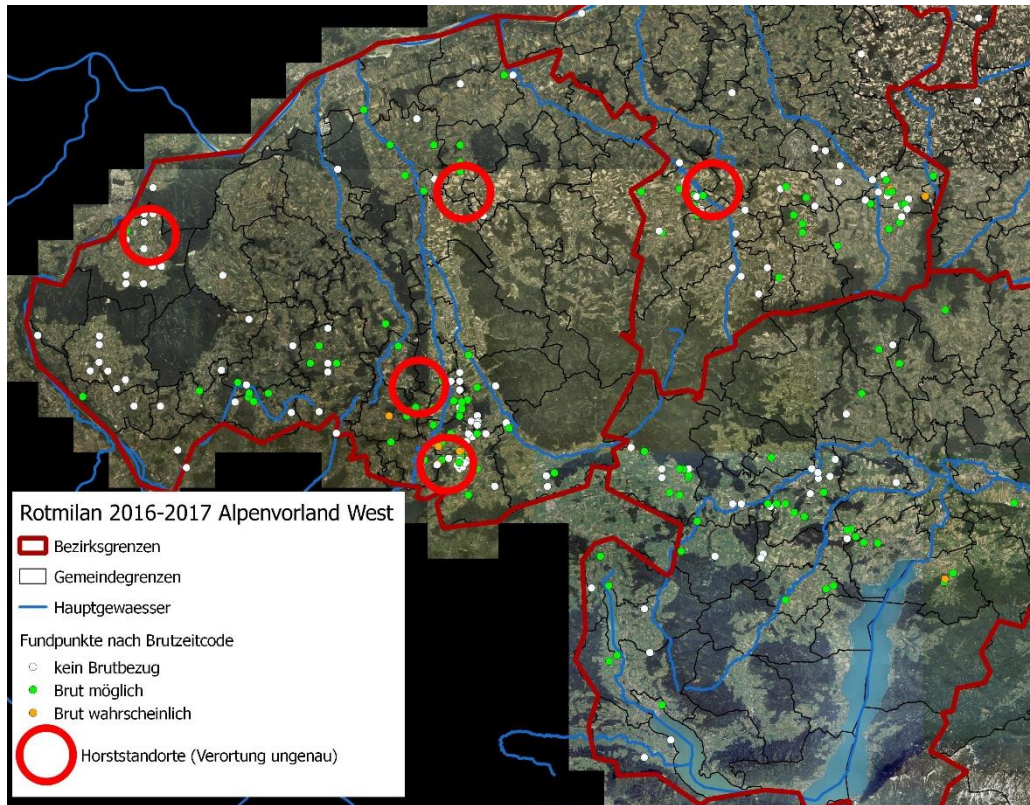 Rotmilan 2016-2017 Alpenvorland West
Bezirksgrenzen
Gemeindegrenzen
Hauptgewaesser
Fundpunkte nach Brutzeitcode
kein Brutbezug
Brut möglich
Brut wahrscheinlich
Horststandorte (Verortung ungenau)